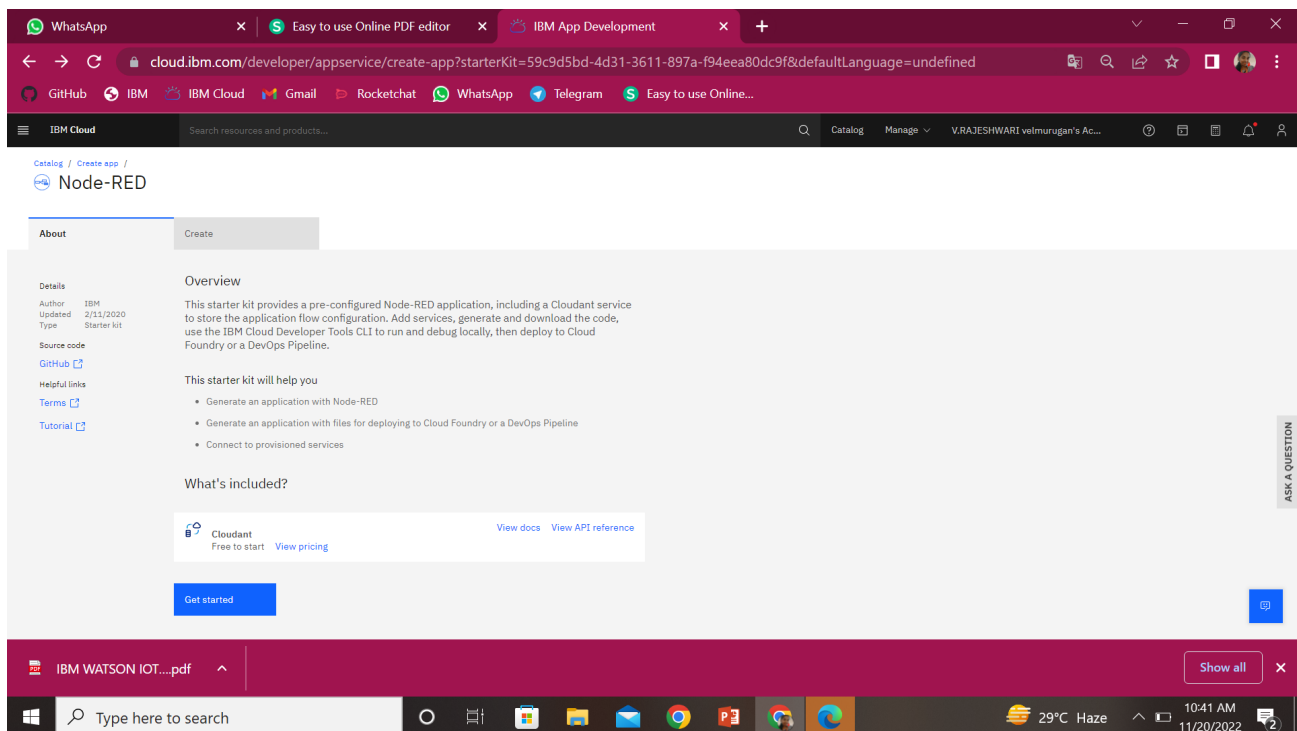 WhatsApp
Easy to use Online PDF editor
IBM App Development
cloud.ibm.com/developer/appservice/create-app?starterKit=59c9d5bd-4d31-3611-897a-f94eea80dc9f&defaultLanguage=undefined
GitHub IBM IBM Cloud Gmail Rocketchat WhatsApp Telegram Easy to use Online...
IBM Cloud Search resources and products... Catalog Manage V.RAJESHWARI velmurugan's Ac...
Catalog / Create app /
Node-RED
About Create
Details
Author IBM
Updated 2/11/2020
Type Starter kit
Source code
GitHub
Helpful links
Terms
Tutorial
Overview
This starter kit provides a pre-configured Node-RED application, including a Cloudant service
to store the application flow configuration. Add services, generate and download the code,
use the IBM Cloud Developer Tools CLI to run and debug locally, then deploy to Cloud
Foundry or a DevOps Pipeline.
This starter kit will help you
• Generate an application with Node-RED
• Generate an application with files for deploying to Cloud Foundry or a DevOps Pipeline
• Connect to provisioned services
What's included?
Cloudant
Free to start View pricing
View docs View API reference
Get started
ASK A QUESTION
PDF
IBM WATSON IOT....pdf
Show all
Type here to search
29°C Haze
10:41 AM
11/20/2022
2